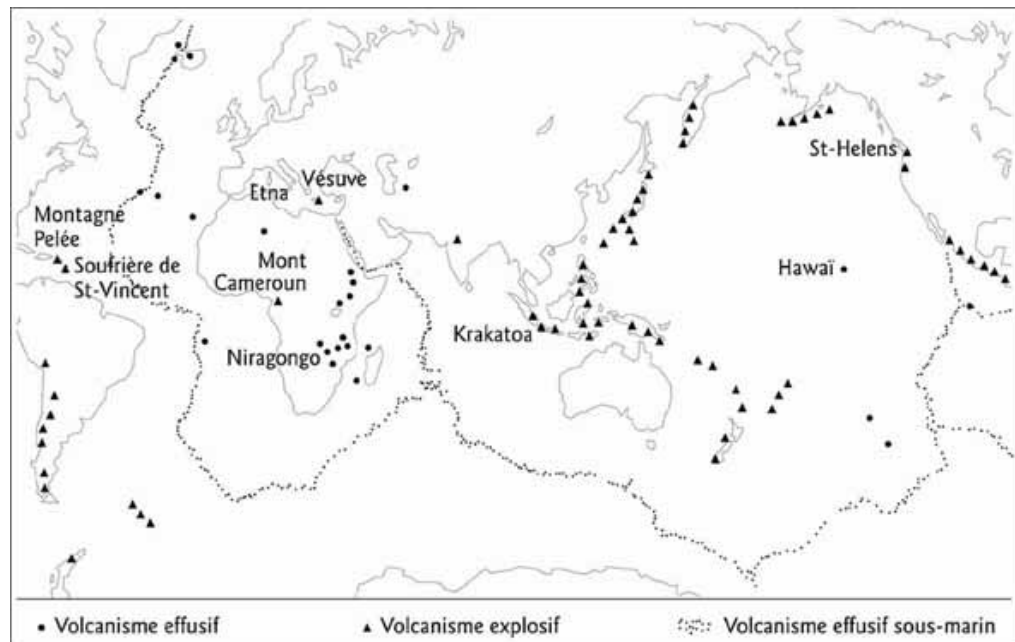 St-Helens
Vésuve
Etna
Montagne
Pelée
Soufrière de
St-Vincent
Mont
Cameroun
Hawaï
Krakatoa
Niragongo
Volcanisme effusif
Volcanisme explosif
Volcanisme effusif sous-marin